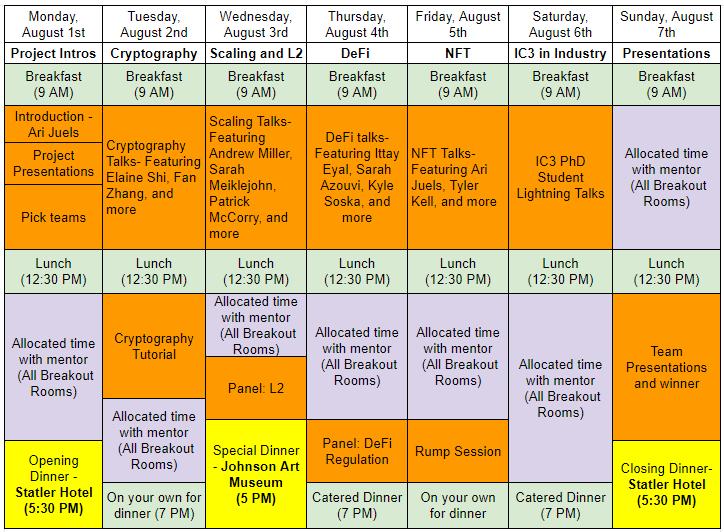 Monday,
August 1st
Tuesday,
August 2nd
Wednesday,
August 3rd
Thursday,
August 4th
Friday, August
5th
Saturday,
August 6th
Sunday, August
7th
Project Intros
Cryptography
Scaling and L2
DeFi
NFT
IC3 in Industry
Presentations
Breakfast
(9 AM)
Breakfast
(9 AM)
Breakfast
(9 AM)
Breakfast
(9 AM)
Breakfast
(9 AM)
Breakfast
(9 AM)
Breakfast
(9 AM)
Introduction -
Ari Juels
Project
Presentations
Pick teams
Cryptography
Talks- Featuring
Elaine Shi, Fan
Zhang, and
more
Scaling Talks-
Featuring
Andrew Miller,
Sarah
Meiklejohn,
Patrick
McCorry, and
more
DeFi talks-
Featuring Ittay
Eyal, Sarah
Azouvi, Kyle
Soska, and
more
NFT Talks-
Featuring Ari
Juels, Tyler
Kell, and more
IC3 PhD
Student
Lightning Talks
Allocated time
with mentor
(All Breakout
Rooms)
Lunch
(12:30 PM)
Lunch
(12:30 PM)
Lunch
(12:30 PM)
Lunch
(12:30 PM)
Lunch
(12:30 PM)
Lunch
(12:30 PM)
Lunch
(12:30 PM)
Allocated time
with mentor
(All Breakout
Rooms)
Cryptography
Tutorial
Allocated time
with mentor
(All Breakout
Rooms)
Allocated time
with mentor
(All Breakout
Rooms)
Allocated time
with mentor
(All Breakout
Rooms)
Allocated time
with mentor
(All Breakout
Rooms)
Team
Presentations
and winner
Panel: L2
Allocated time
with mentor
(All Breakout
Rooms)
Panel: DeFi
Regulation
Rump Session
Opening
Dinner -
Statler Hotel
(5:30 PM)
Special Dinner
- Johnson Art
Museum
(5 PM)
Closing Dinner-
Statler Hotel
(5:30 PM)
On your own for
dinner (7 PM)
Catered Dinner
(7 PM)
On your own for
dinner
Catered Dinner
(7 PM)